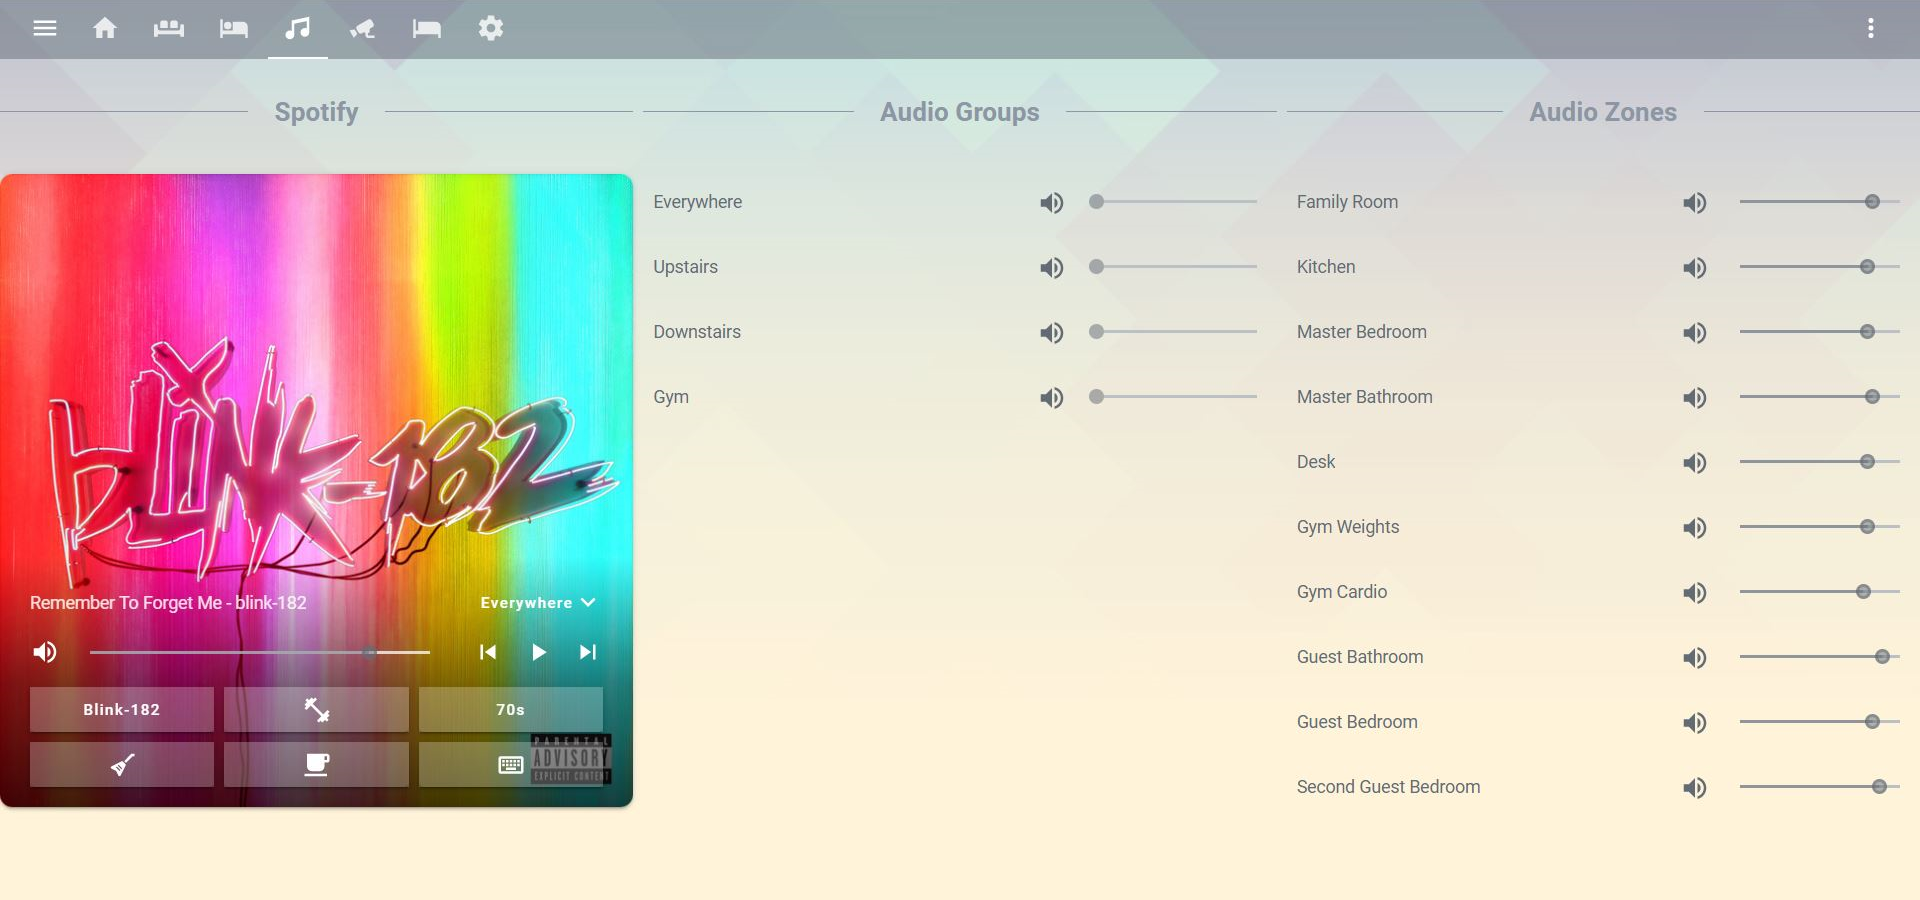 Spotify
blink-182
Remember To Forget Me - blink-182
Everywhere
Blink-182
70s
PARENTAL
ADVISORY
EXPLICIT CONTENT
Audio Groups
Everywhere
Upstairs
Downstairs
Gym
Audio Zones
Family Room
Kitchen
Master Bedroom
Master Bathroom
Desk
Gym Weights
Gym Cardio
Guest Bathroom
Guest Bedroom
Second Guest Bedroom